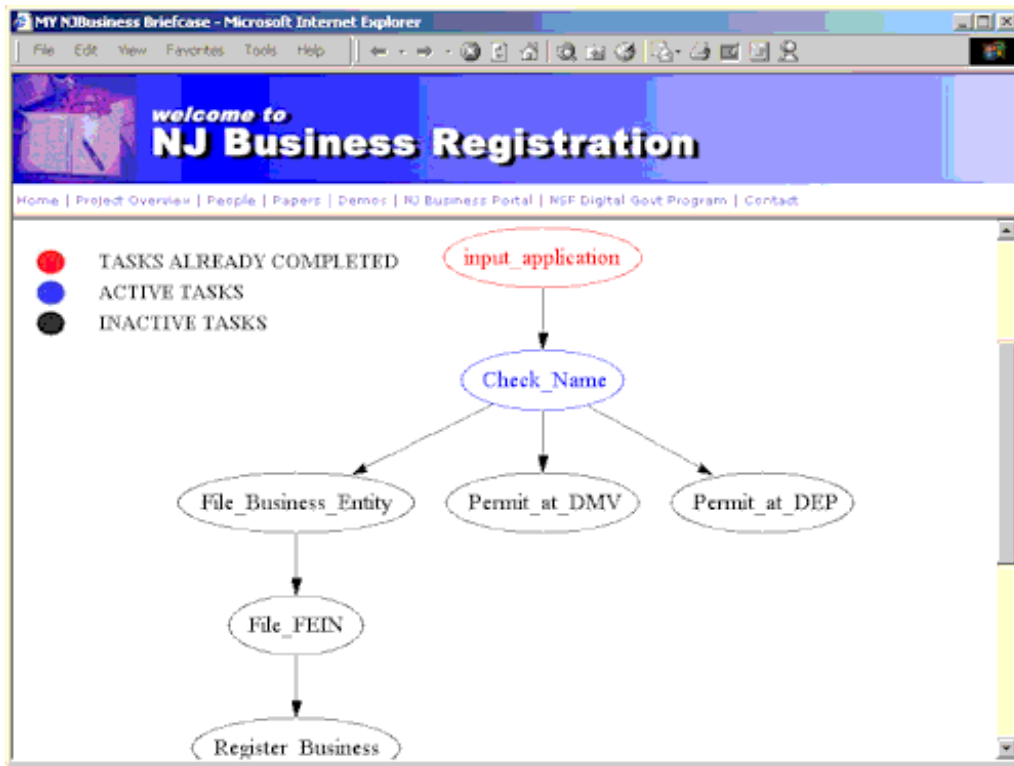 MY NJBusiness Briefcase - Microsoft Internet Explorer
File Edit View Favorites Tools Help
welcome to
NJ Business Registration
Home | Project Overview | People | Papers | Demos | NJ Business Portal | NSF Digital Govt Program | Contact
TASKS ALREADY COMPLETED
ACTIVE TASKS
INACTIVE TASKS
input_application
Check_Name
File_Business_Entity Permit_at_DMV Permit_at_DEP
File_FEIN
Register_Business